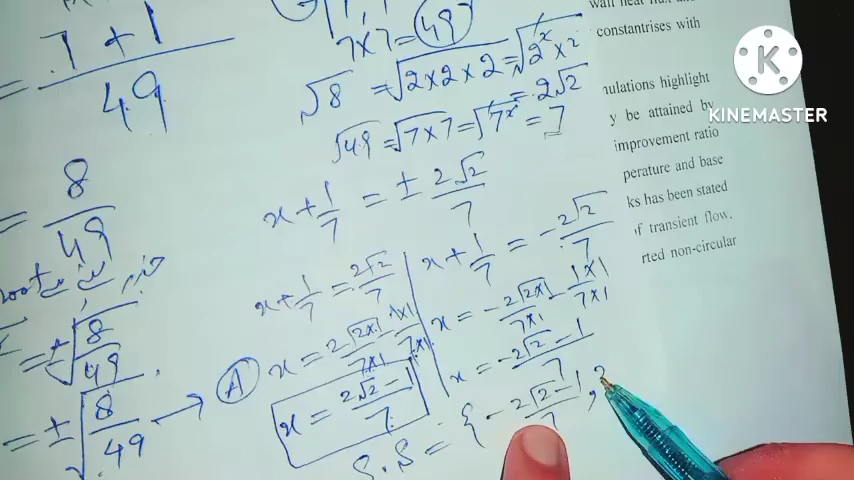 7 + 1
= 49
7×7 = 49
√8 = √2×2×2 = √2²×2
= 2√2
√49 = √7×7 = √7² = 7
= 8/49
x + 1/7 = ± 2√2/7
root
= ±√8/49
= ±√8/49 → Ⓐ
x + 1/7 = 2√2/7
x = 2√2×1/7×1 - 1×1/7×1
x = 2√2 - 1/7
x + 1/7 = -2√2/7
x = -2√2×1/7×1 - 1×1/7×1
x = -2√2 - 1/7
S.S = { -2√2-1/7 , 2
constantrises with
nulations highlight
y be attained by
improvement ratio
perature and base
ks has been stated
of transient flow.
rted non-circular
K
KINEMASTER